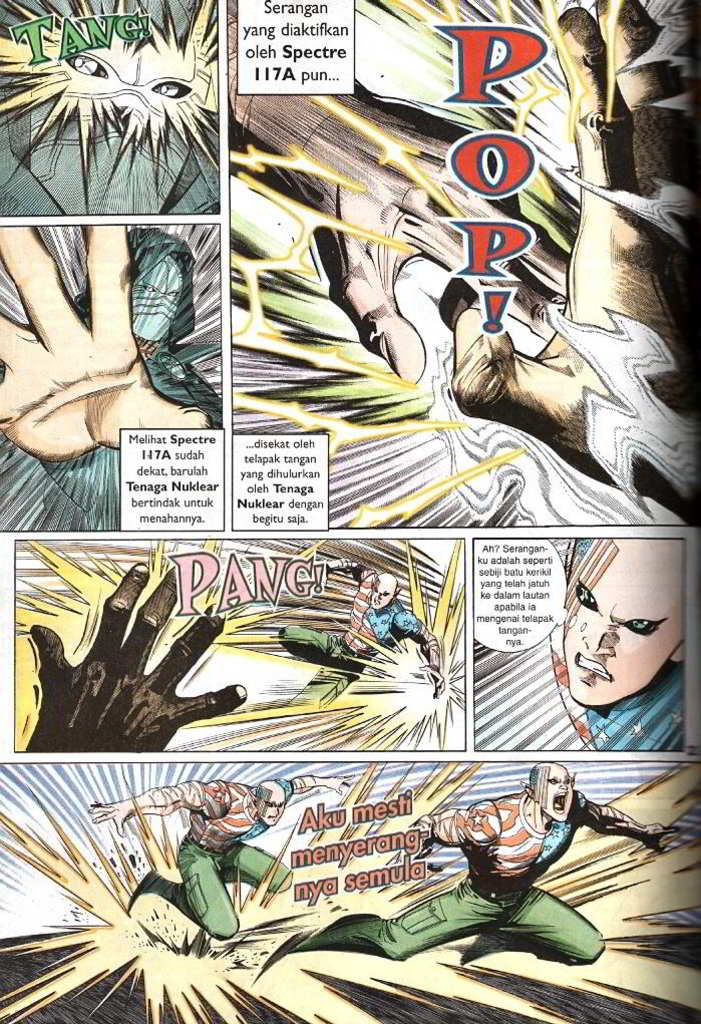 TANG!
Melihat Spectre
117A sudah
dekat, barulah
Tenaga Nuklear
bertindak untuk
menahannya.
Serangan
yang diaktifkan
oleh Spectre
117A pun...
POP!
...disekat oleh
telapak tangan
yang dihulurkan
oleh Tenaga
Nuklear dengan
begitu saja.
PANG!
Ah? Serangan-
ku adalah seperti
sebiji batu kerikil
yang telah jatuh
ke dalam lautan
apabila ia
mengenai telapak
tangan-
nya.
Aku mesti
menyerang-
nya semula